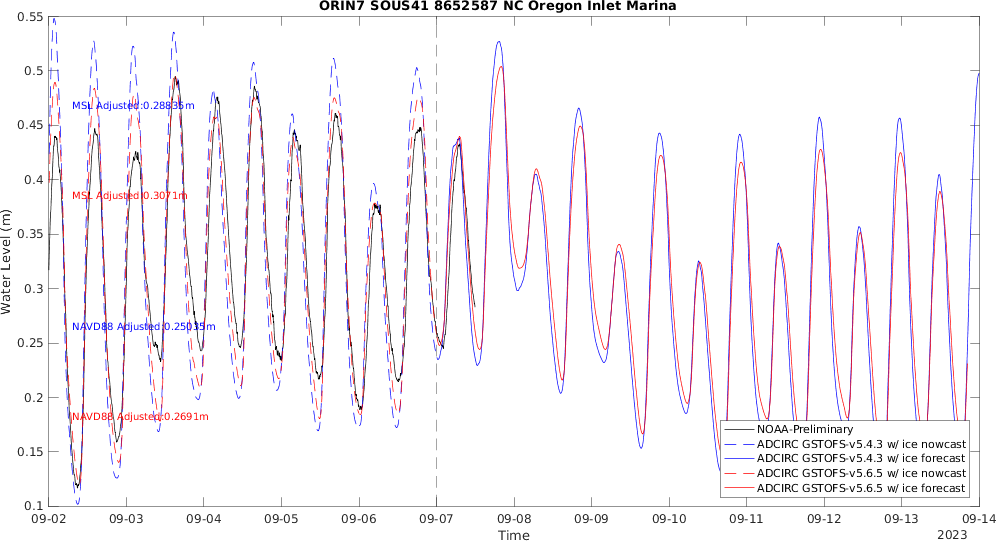 ORIN7 SOUS41 8652587 NC Oregon Inlet Marina
0.55
0.5
0.45
0.4
0.35
0.3
0.25
0.2
0.15
0.1
Water Level (m)
MSL Adjusted:0.28835m
MSL Adjusted:0.3071m
NAVD88 Adjusted:0.25035m
NAVD88 Adjusted:0.2691m
NOAA-Preliminary
ADCIRC GSTOFS-v5.4.3 w/ ice nowcast
ADCIRC GSTOFS-v5.4.3 w/ ice forecast
ADCIRC GSTOFS-v5.6.5 w/ ice nowcast
ADCIRC GSTOFS-v5.6.5 w/ ice forecast
09-02 09-03 09-04 09-05 09-06 09-07 09-08 09-09 09-10 09-11 09-12 09-13 09-14
Time
2023